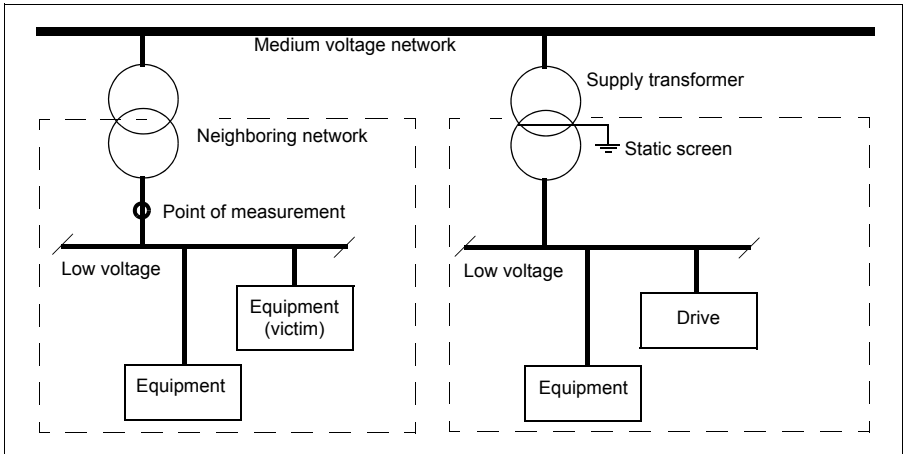 Medium voltage network
Supply transformer
Neighboring network
Static screen
Point of measurement
Low voltage
Low voltage
Equipment
(victim)
Drive
Equipment
Equipment